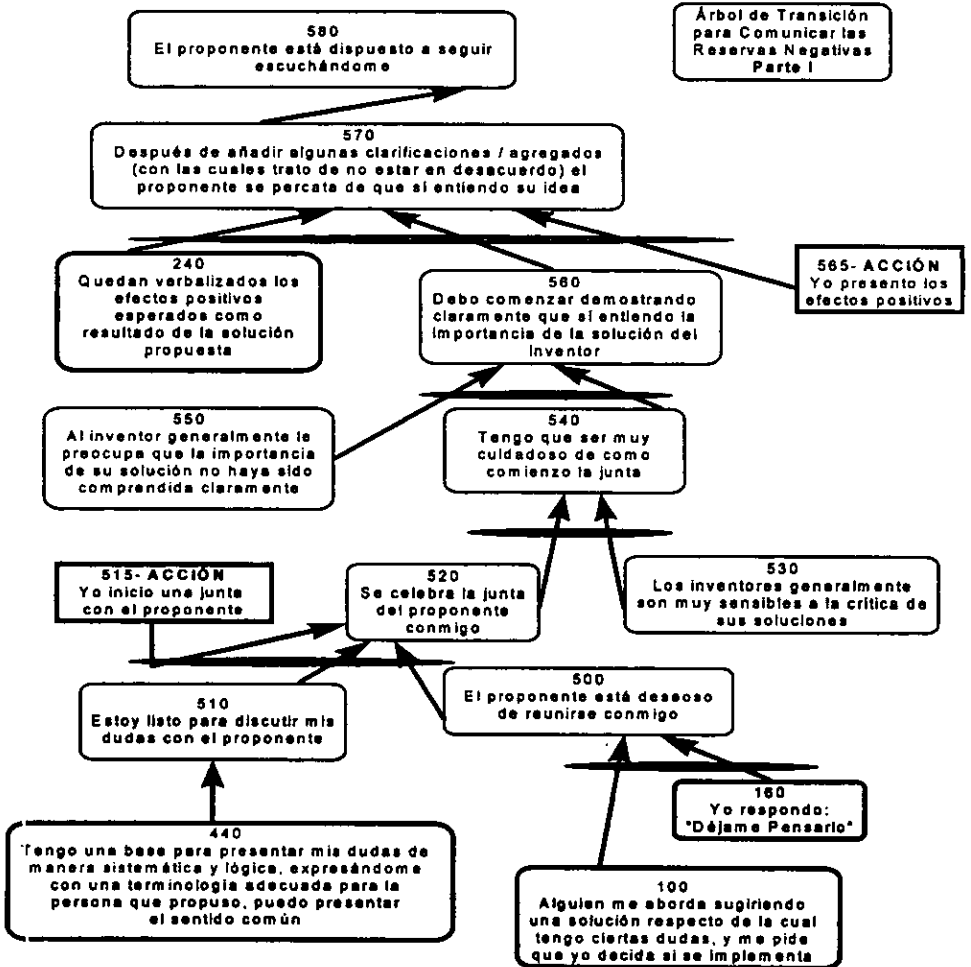 580
El proponente está dispuesto a seguir
escuchándome
Árbol de Transición
para Comunicar las
Reservas Negativas
Parte I
570
Después de añadir algunas clarificaciones / agregados
(con las cuales trato de no estar en desacuerdo) el
proponente se percata de que sí entiendo su idea
240
Quedan verbalizados los
efectos positivos
esperados como
resultado de la solución
propuesta
560
Debo comenzar demostrando
claramente que sí entiendo la
importancia de la solución del
inventor
565- ACCIÓN
Yo presento los
efectos positivos
550
Al inventor generalmente le
preocupa que la importancia
de su solución no haya sido
comprendida claramente
540
Tengo que ser muy
cuidadoso de como
comienzo la junta
515- ACCIÓN
Yo inicio una junta
con el proponente
520
Se celebra la junta
del proponente
conmigo
530
Los inventores generalmente
son muy sensibles a la crítica de
sus soluciones
510
Estoy listo para discutir mis
dudas con el proponente
500
El proponente está deseoso
de reunirse conmigo
160
Yo respondo:
"Déjame Pensarlo"
440
Tengo una base para presentar mis dudas de
manera sistemática y lógica, expresándome
con una terminología adecuada para la
persona que propuso, puedo presentar
el sentido común
100
Alguien me aborda sugiriendo
una solución respecto de la cual
tengo ciertas dudas, y me pide
que yo decida si se implementa